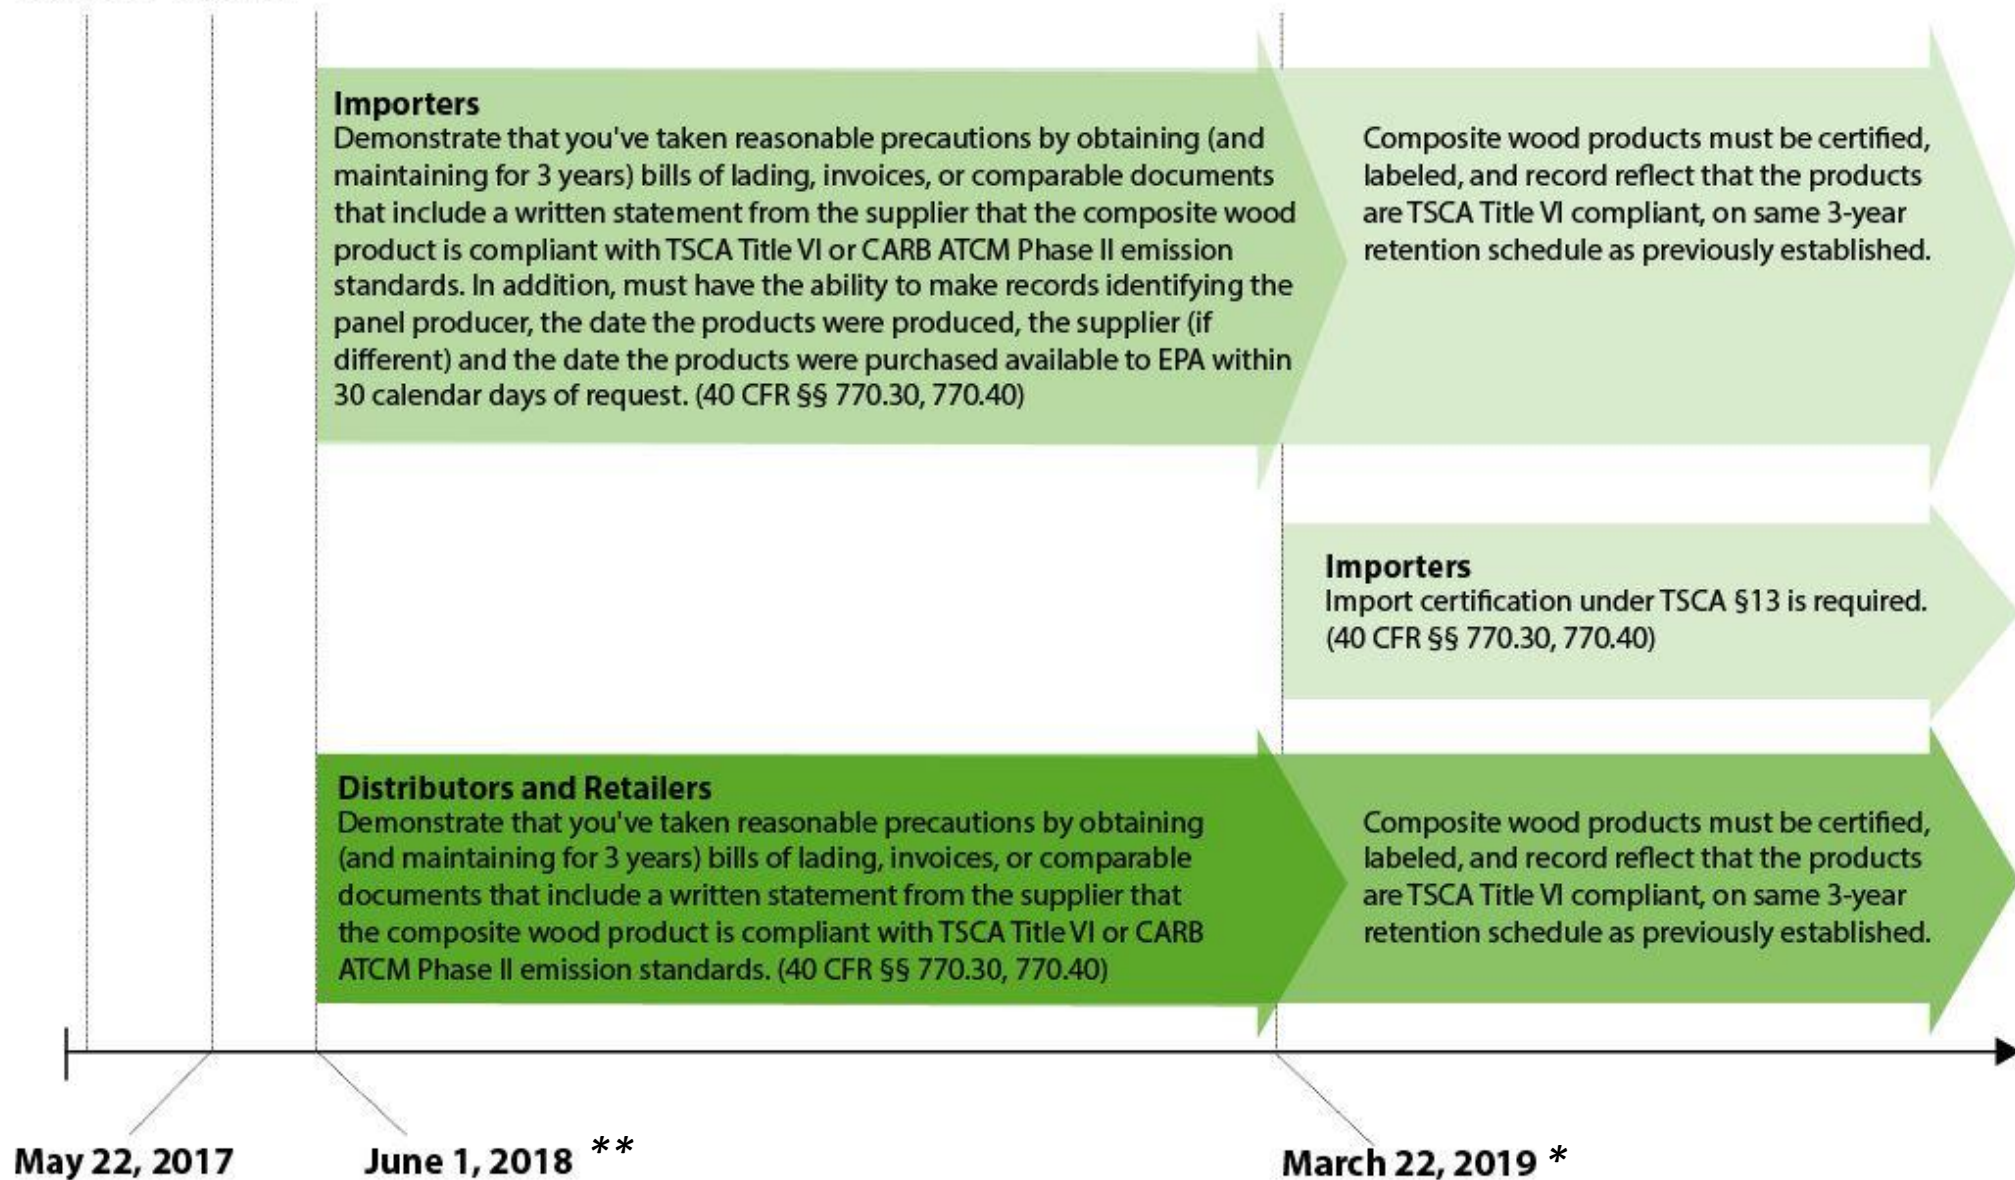 Importers
Demonstrate that you've taken reasonable precautions by obtaining (and
maintaining for 3 years) bills of lading, invoices, or comparable documents
that include a written statement from the supplier that the composite wood
product is compliant with TSCA Title VI or CARB ATCM Phase II emission
standards. In addition, must have the ability to make records identifying the
panel producer, the date the products were produced, the supplier (if
different) and the date the products were purchased available to EPA within
30 calendar days of request. (40 CFR §§ 770.30, 770.40)
Composite wood products must be certified,
labeled, and record reflect that the products
are TSCA Title VI compliant, on same 3-year
retention schedule as previously established.
Importers
Import certification under TSCA §13 is required.
(40 CFR §§ 770.30, 770.40)
Distributors and Retailers
Demonstrate that you've taken reasonable precautions by obtaining
(and maintaining for 3 years) bills of lading, invoices, or comparable
documents that include a written statement from the supplier that
the composite wood product is compliant with TSCA Title VI or CARB
ATCM Phase II emission standards. (40 CFR §§ 770.30, 770.40)
Composite wood products must be certified,
labeled, and record reflect that the products
are TSCA Title VI compliant, on same 3-year
retention schedule as previously established.
May 22, 2017
June 1, 2018 **
March 22, 2019 *